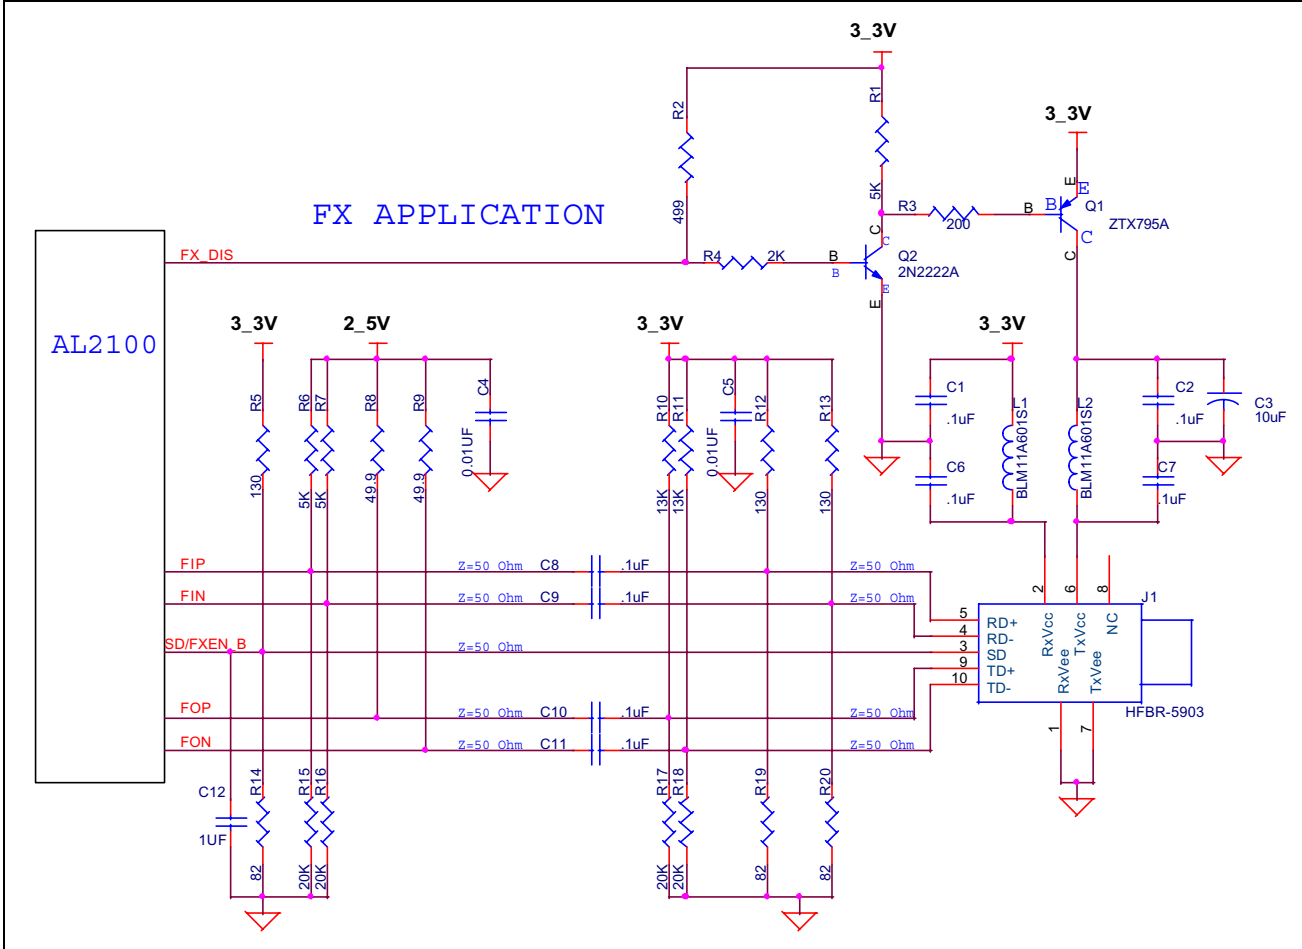 3_3V
R2
R1
3_3V
499
5K
E
E
FX APPLICATION
R3
200
B
B
Q1
ZTX795A
C
C
C
C
FX_DIS
R4
2K
B
B
Q2
2N2222A
E
E
AL2100
3_3V
2_5V
3_3V
3_3V
R5
R6
R7
R8
R9
C4
R10
R11
C5
R12
R13
C1
.1uF
L1
L2
C2
.1uF
C3
10uF
130
5K
5K
49.9
49.9
0.01UF
13K
13K
0.01UF
130
130
C6
.1uF
BLM11A601S
BLM11A601S
C7
.1uF
FIP
Z=50 Ohm
C8
.1uF
Z=50 Ohm
FIN
Z=50 Ohm
C9
.1uF
Z=50 Ohm
SD/FXEN_B
Z=50 Ohm
FOP
Z=50 Ohm
C10
.1uF
Z=50 Ohm
FON
Z=50 Ohm
C11
.1uF
Z=50 Ohm
2
6
8
J1
5
4
3
9
10
RD+
RD-
SD
TD+
TD-
RxVcc
TxVcc
NC
RxVee
TxVee
HFBR-5903
1
7
C12
1UF
R14
R15
R16
R17
R18
R19
R20
82
20K
20K
20K
20K
82
82